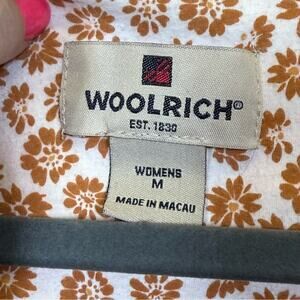 WOOLRICH®
EST. 1830
WOMENS
M
MADE IN MACAU